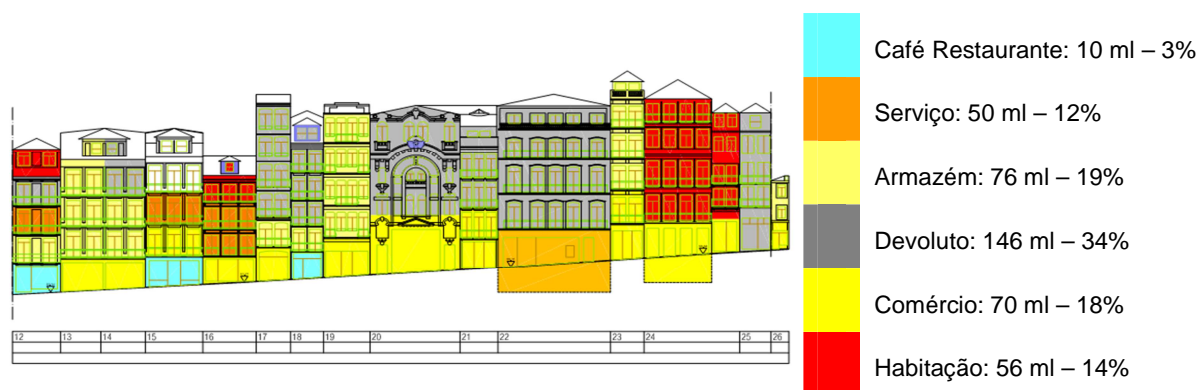 Café Restaurante: 10 ml – 3%
Serviço: 50 ml – 12%
Armazém: 76 ml – 19%
Devoluto: 146 ml – 34%
Comércio: 70 ml – 18%
Habitação: 56 ml – 14%
12 13 14 15 16 17 18 19 20 21 22 23 24 25 26